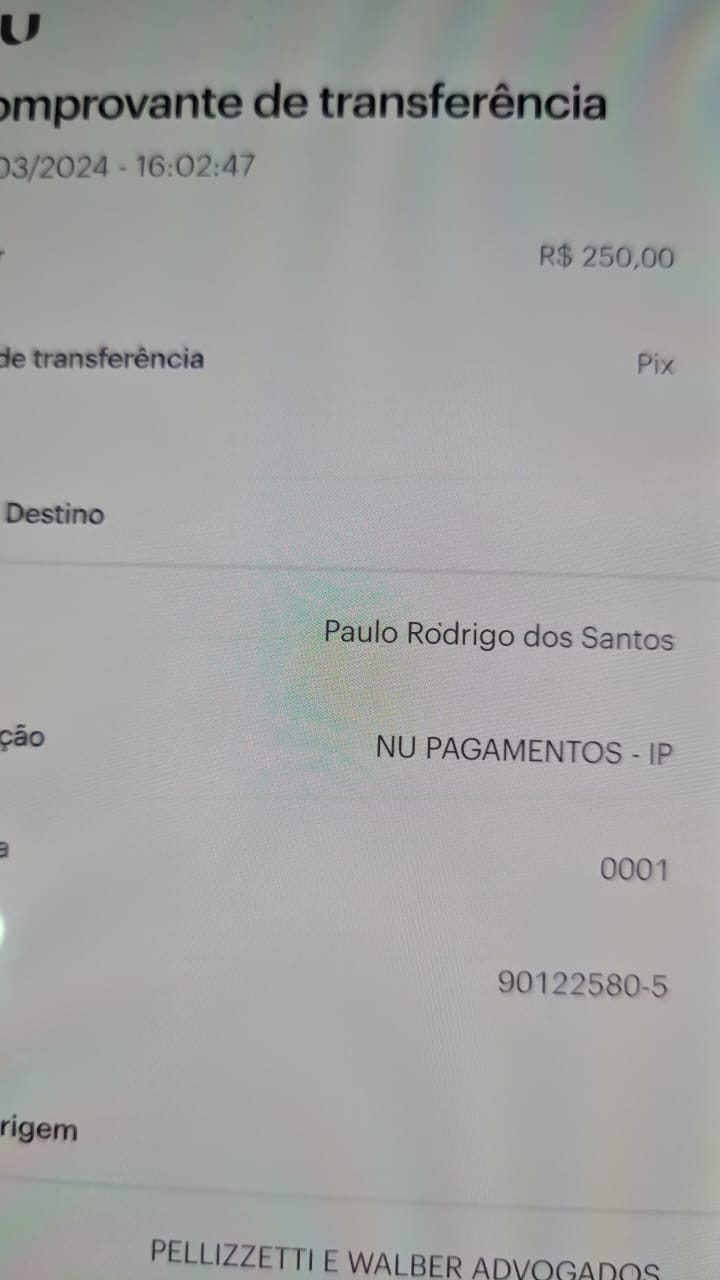 U
omprovante de transferência
03/2024 - 16:02:47
R$ 250,00
de transferência Pix
Destino
Paulo Rodrigo dos Santos
ção NU PAGAMENTOS - IP
a 0001
90122580-5
rigem
PELLIZZETTI E WALBER ADVOGADOS